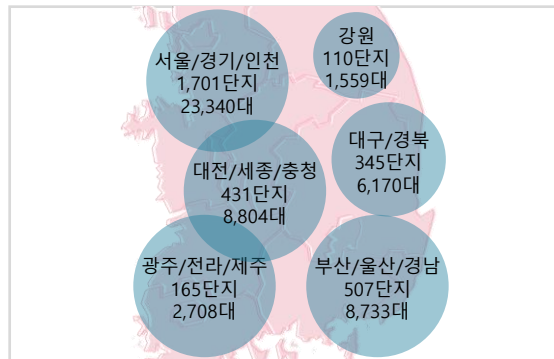 서울/경기/인천
1,701단지
23,340대
강원
110단지
1,559대
대구/경북
345단지
6,170대
대전/세종/충청
431단지
8,804대
광주/전라/제주
165단지
2,708대
부산/울산/경남
507단지
8,733대